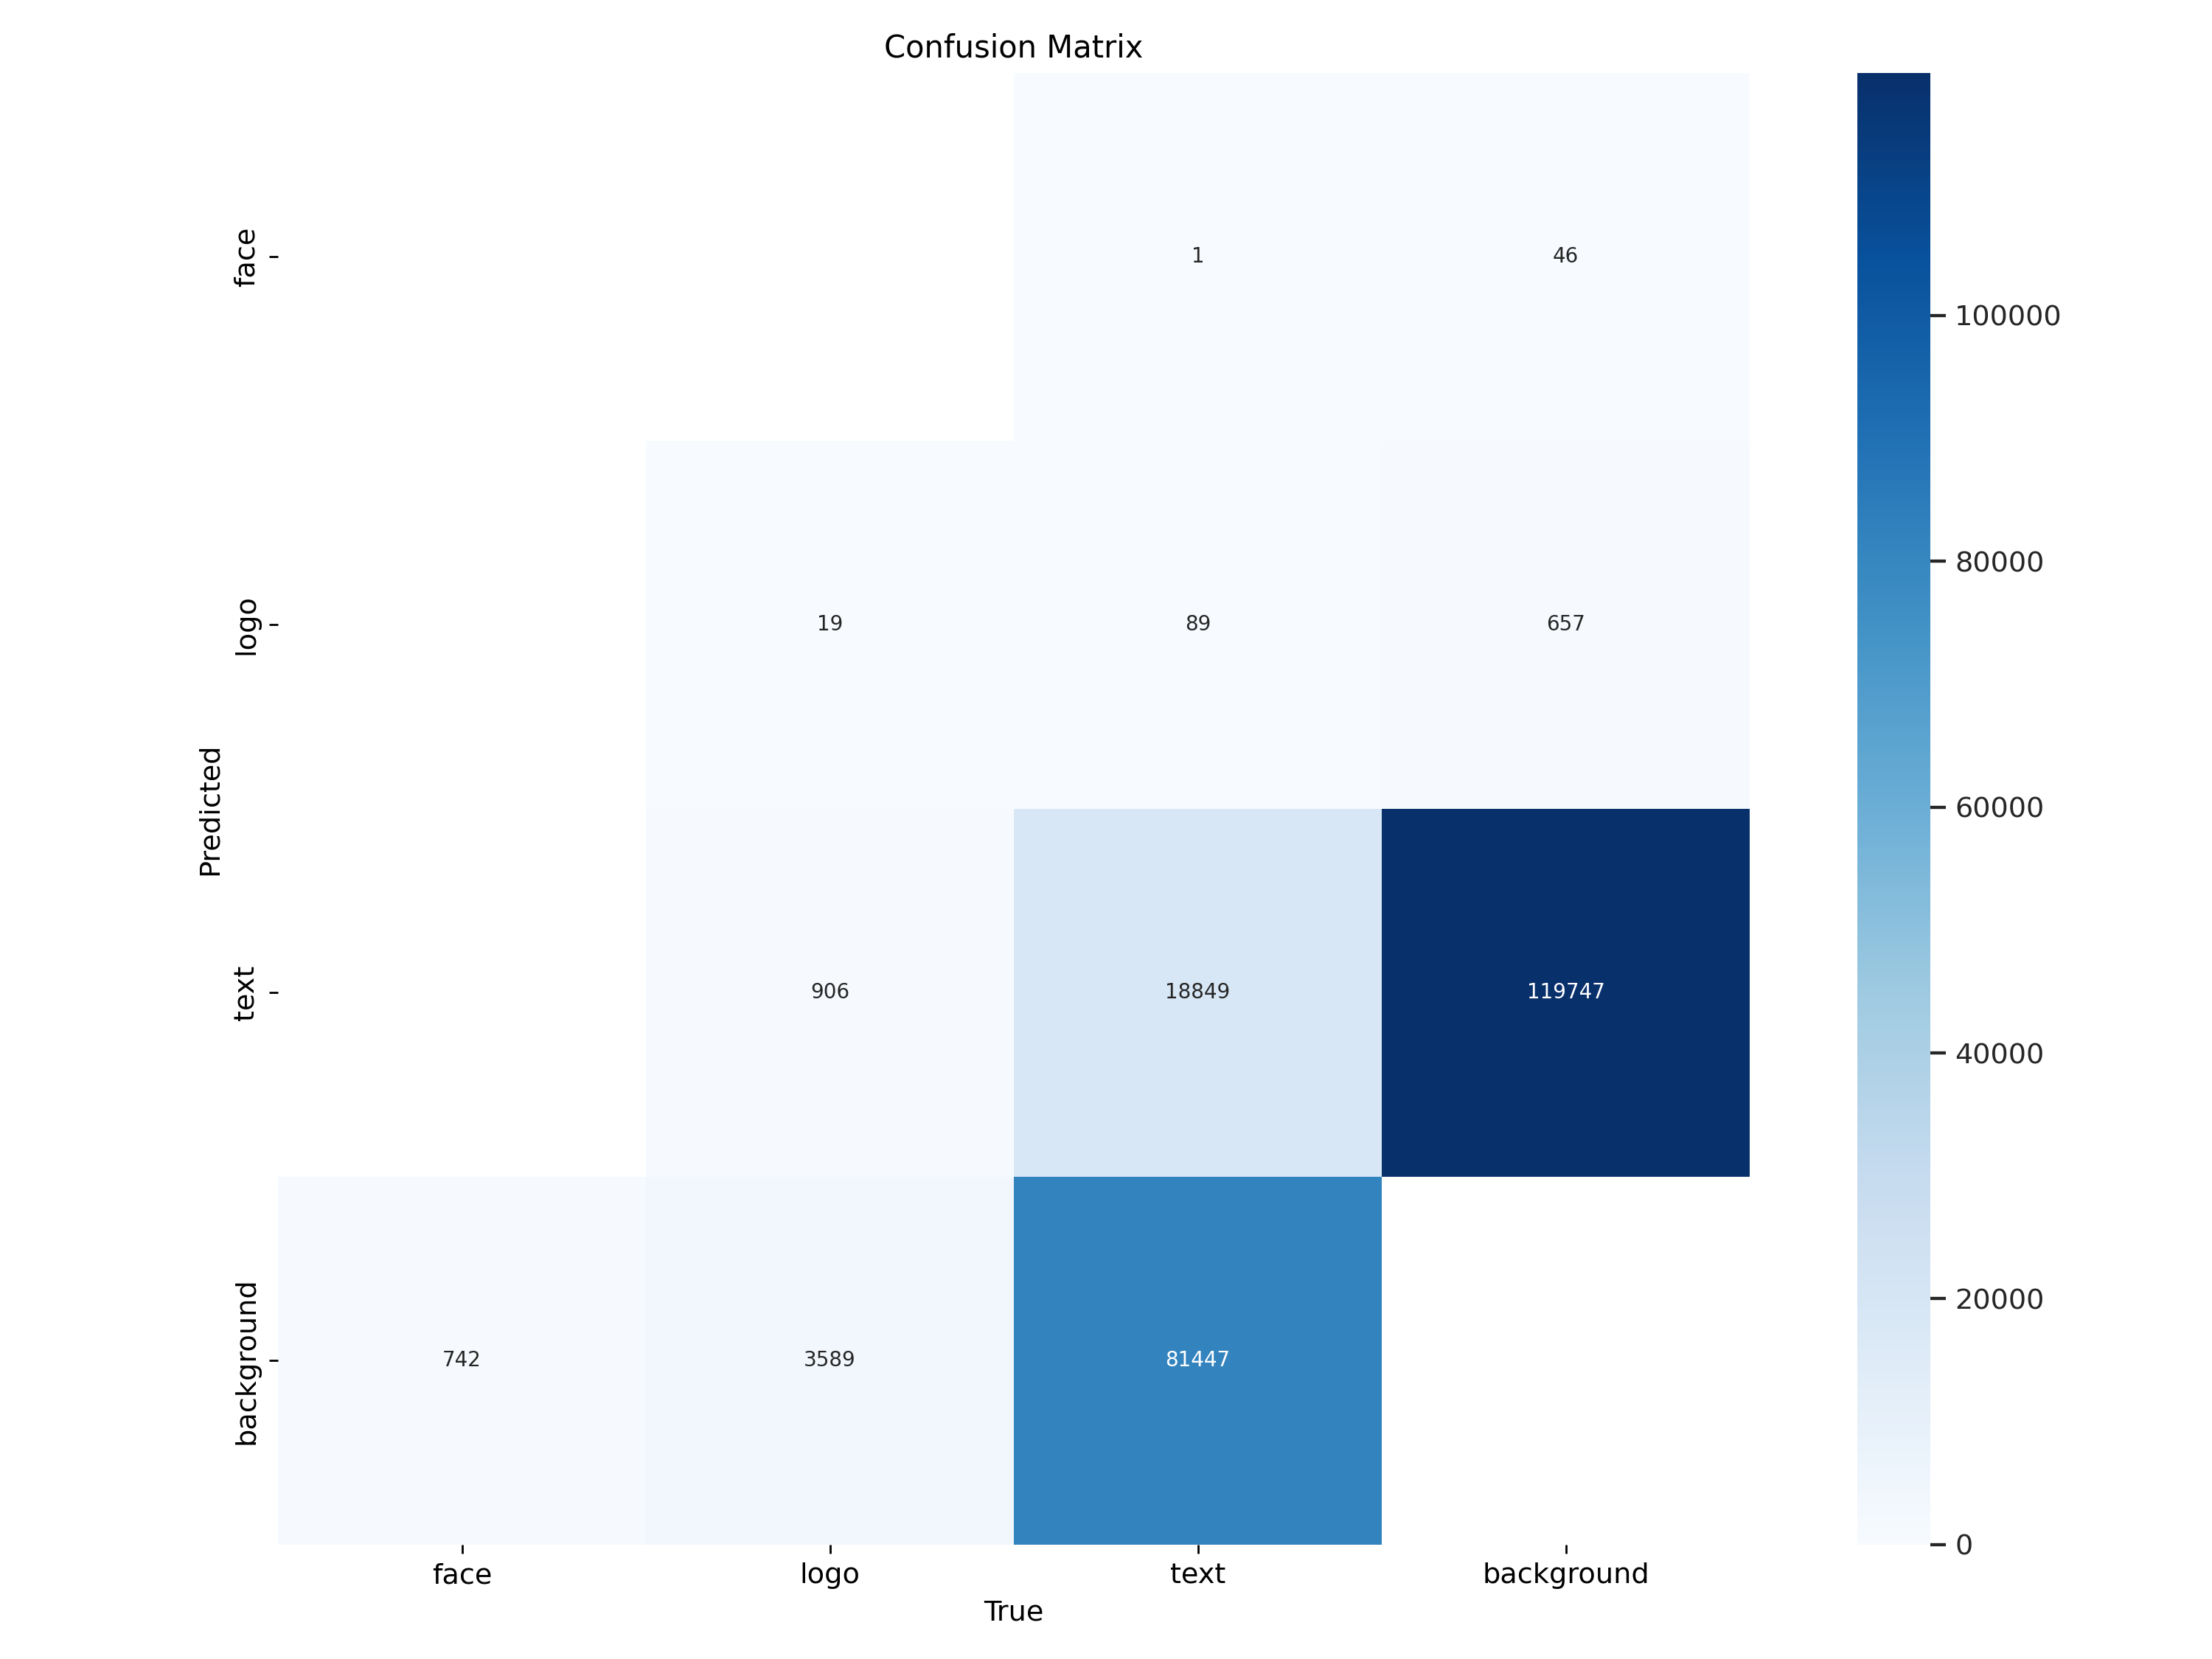 Confusion Matrix
face
1 46
100000
logo
19 89 657
80000
Predicted
60000
text
906 18849 119747
40000
background
742 3589 81447
20000
0
face logo text background
True